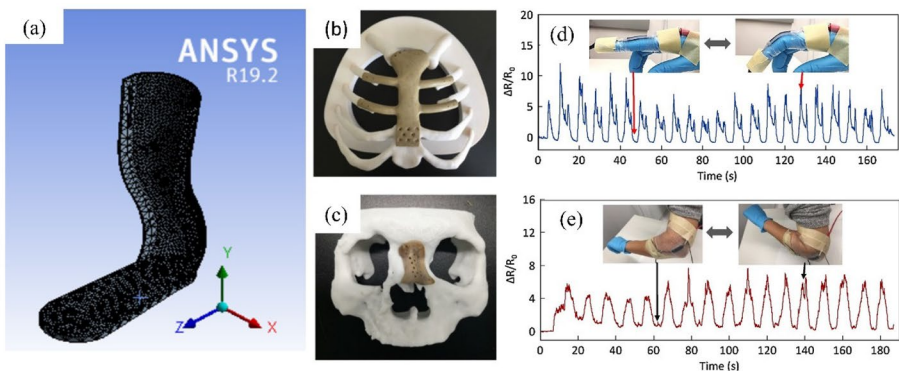 (a)
ANSYS
R19.2
Y
Z
X
(b)
(c)
(d)
ΔR/R0
20
15
10
5
0
0 20 40 60 80 100 120 140 160
Time (s)
(e)
ΔR/R0
16
12
8
4
0
0 20 40 60 80 100 120 140 160 180
Time (s)